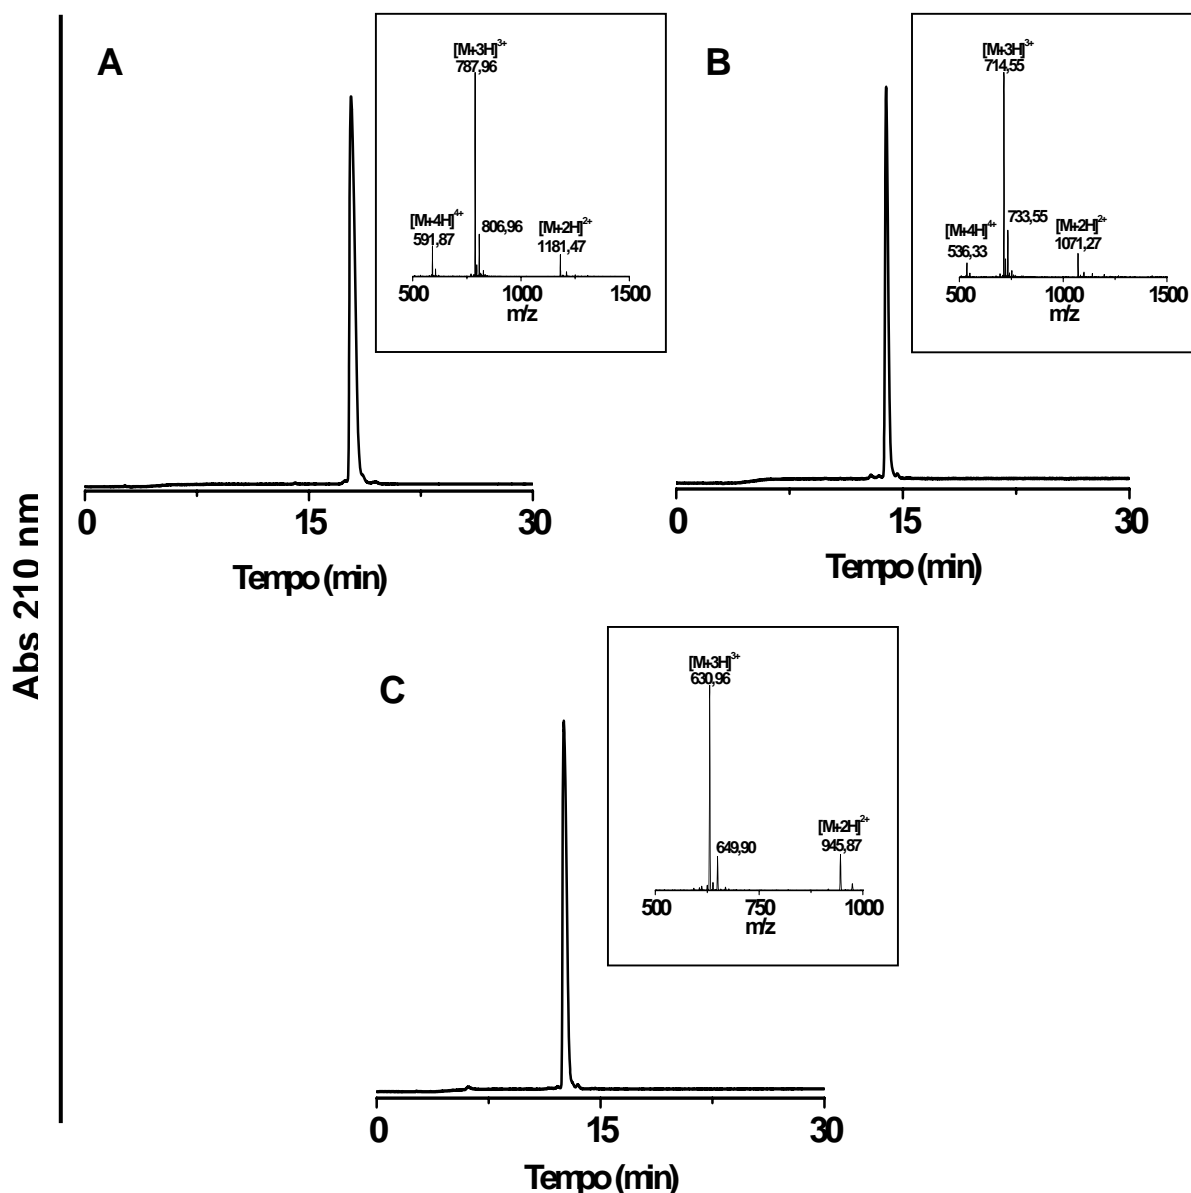 Abs 210 nm
A
[M+3H]3+
787,96
[M+4H]4+
591,87
806,96
[M+2H]2+
1181,47
500 1000 1500
m/z
0 15 30
Tempo (min)
B
[M+3H]3+
714,55
[M+4H]4+
536,33
733,55
[M+2H]2+
1071,27
500 1000 1500
m/z
0 15 30
Tempo (min)
C
[M+3H]3+
630,96
649,90
[M+2H]2+
945,87
500 750 1000
m/z
0 15 30
Tempo (min)